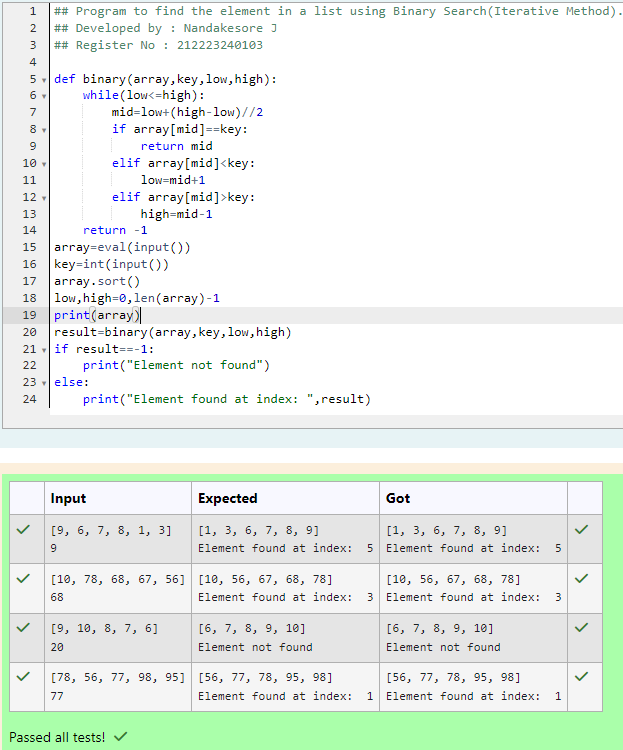 1 ## Program to find the element in a list using Binary Search(Iterative Method).
2 ## Developed by : Nandakesore J
3 ## Register No : 212223240103
4
5 def binary(array,key,low,high):
6     while(low<=high):
7         mid=low+(high-low)//2
8         if array[mid]==key:
9             return mid
10         elif array[mid]<key:
11             low=mid+1
12         elif array[mid]>key:
13             high=mid-1
14     return -1
15 array=eval(input())
16 key=int(input())
17 array.sort()
18 low,high=0,len(array)-1
19 print(array)
20 result=binary(array,key,low,high)
21 if result==-1:
22     print("Element not found")
23 else:
24     print("Element found at index: ",result)
Input Expected Got
[9, 6, 7, 8, 1, 3] [1, 3, 6, 7, 8, 9] [1, 3, 6, 7, 8, 9]
9 Element found at index:  5 Element found at index:  5
[10, 78, 68, 67, 56] [10, 56, 67, 68, 78] [10, 56, 67, 68, 78]
68 Element found at index:  3 Element found at index:  3
[9, 10, 8, 7, 6] [6, 7, 8, 9, 10] [6, 7, 8, 9, 10]
20 Element not found Element not found
[78, 56, 77, 98, 95] [56, 77, 78, 95, 98] [56, 77, 78, 95, 98]
77 Element found at index:  1 Element found at index:  1
Passed all tests!